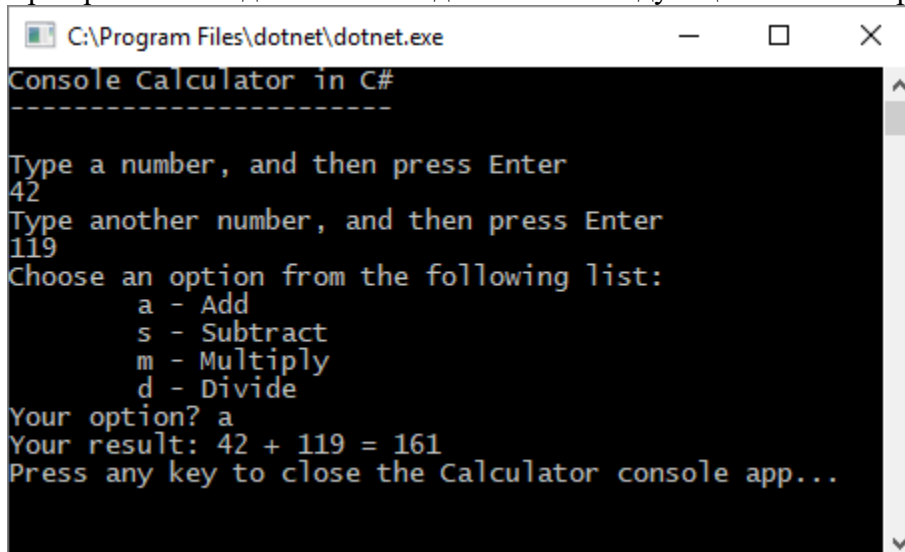 C:\Program Files\dotnet\dotnet.exe
Console Calculator in C#
------------------------
Type a number, and then press Enter
42
Type another number, and then press Enter
119
Choose an option from the following list:
a - Add
s - Subtract
m - Multiply
d - Divide
Your option? a
Your result: 42 + 119 = 161
Press any key to close the Calculator console app...